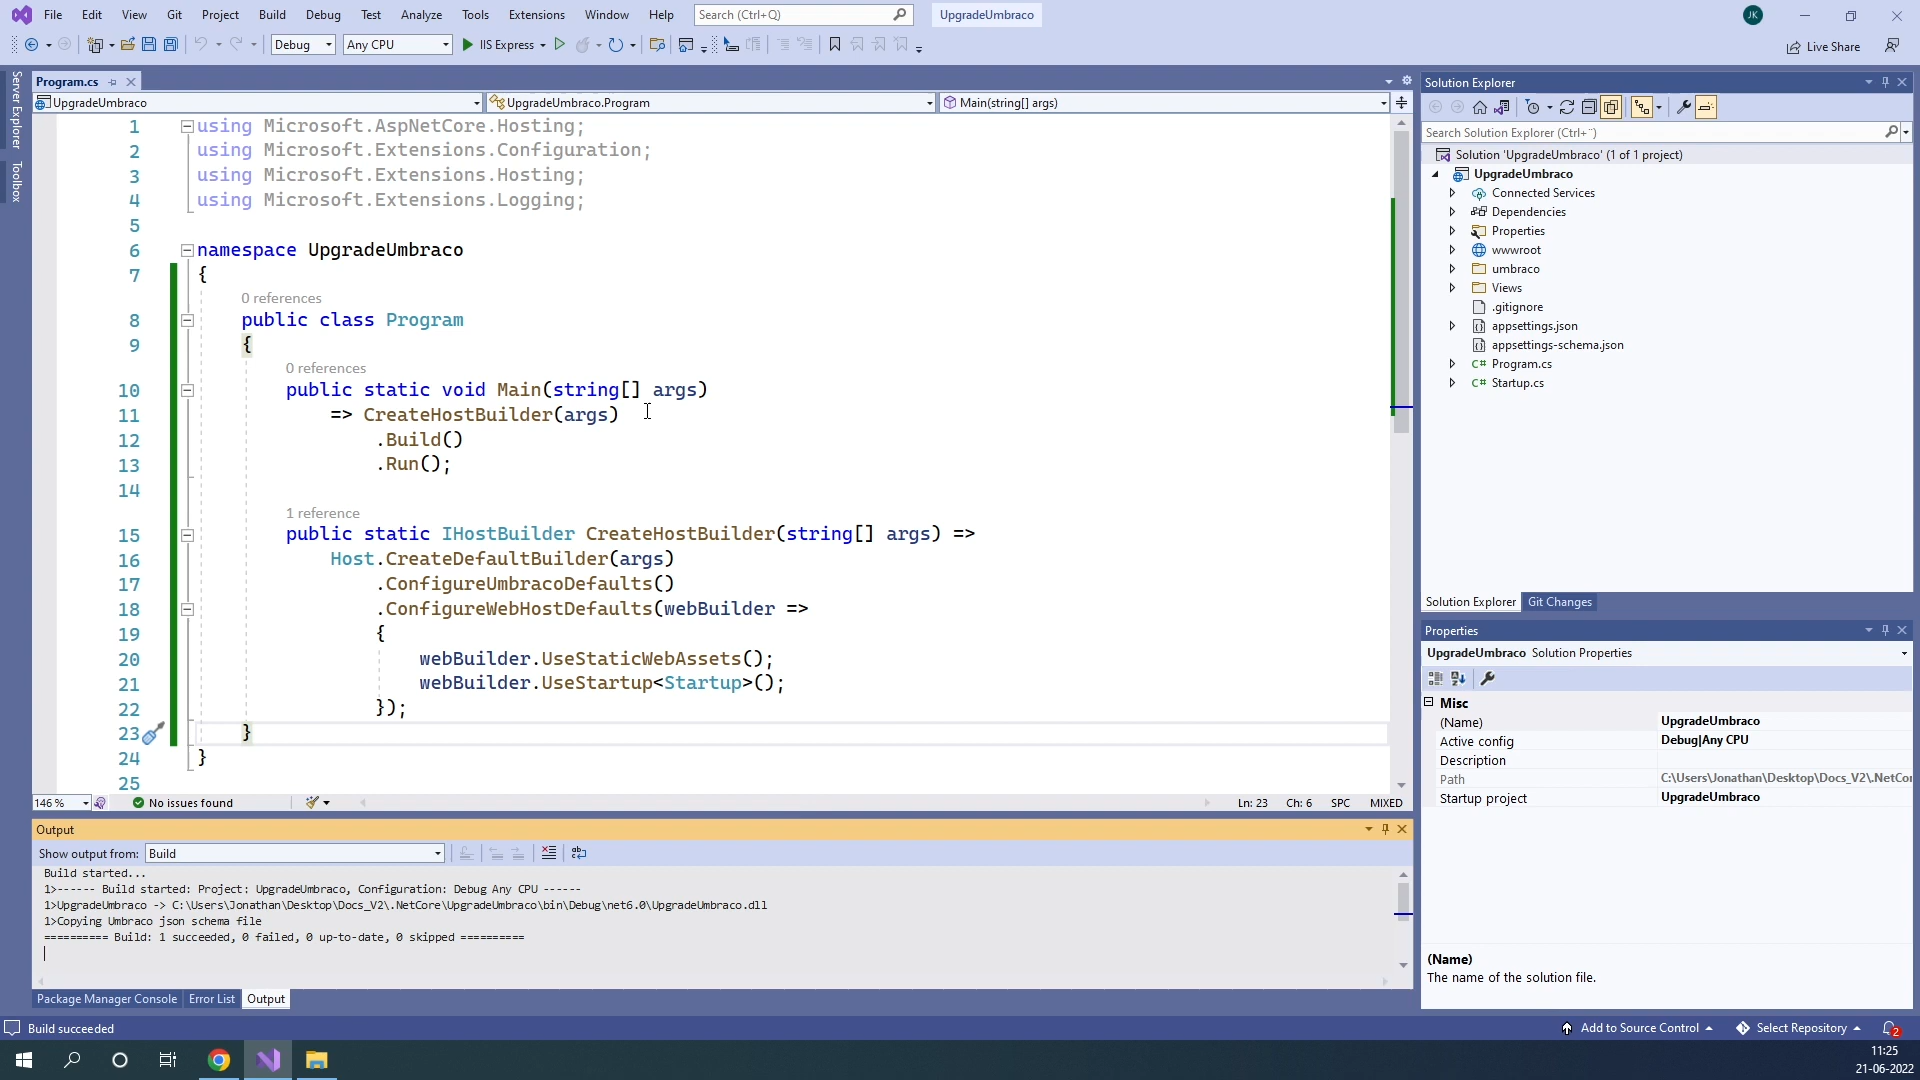 File Edit View Git Project Build Debug Test Analyze Tools Extensions Window Help Search (Ctrl+Q) UpgradeUmbraco JK
Debug Any CPU IIS Express Live Share
Server Explorer
Toolbox
Program.cs
UpgradeUmbraco UpgradeUmbraco.Program Main(string[] args)
1 using Microsoft.AspNetCore.Hosting;
2 using Microsoft.Extensions.Configuration;
3 using Microsoft.Extensions.Hosting;
4 using Microsoft.Extensions.Logging;
5
6 namespace UpgradeUmbraco
7 {
0 references
8 public class Program
9 {
0 references
10 public static void Main(string[] args)
11 => CreateHostBuilder(args)
12 .Build()
13 .Run();
14
1 reference
15 public static IHostBuilder CreateHostBuilder(string[] args) =>
16 Host.CreateDefaultBuilder(args)
17 .ConfigureUmbracoDefaults()
18 .ConfigureWebHostDefaults(webBuilder =>
19 {
20 webBuilder.UseStaticWebAssets();
21 webBuilder.UseStartup<Startup>();
22 });
23 }
24 }
25
146 % No issues found Ln: 23 Ch: 6 SPC MIXED
Output
Show output from: Build
Build started...
1>------ Build started: Project: UpgradeUmbraco, Configuration: Debug Any CPU ------
1>UpgradeUmbraco -> C:\Users\Jonathan\Desktop\Docs_V2\.NetCore\UpgradeUmbraco\bin\Debug\net6.0\UpgradeUmbraco.dll
1>Copying Umbraco json schema file
========== Build: 1 succeeded, 0 failed, 0 up-to-date, 0 skipped ==========
Package Manager Console Error List Output
Solution Explorer
Search Solution Explorer (Ctrl+¨)
Solution 'UpgradeUmbraco' (1 of 1 project)
UpgradeUmbraco
Connected Services
Dependencies
Properties
wwwroot
umbraco
Views
.gitignore
appsettings.json
appsettings-schema.json
C# Program.cs
C# Startup.cs
Solution Explorer Git Changes
Properties
UpgradeUmbraco Solution Properties
Misc
(Name) UpgradeUmbraco
Active config Debug|Any CPU
Description
Path C:\Users\Jonathan\Desktop\Docs_V2\.NetCor
Startup project UpgradeUmbraco
(Name)
The name of the solution file.
Build succeeded Add to Source Control Select Repository 2
11:25
21-06-2022